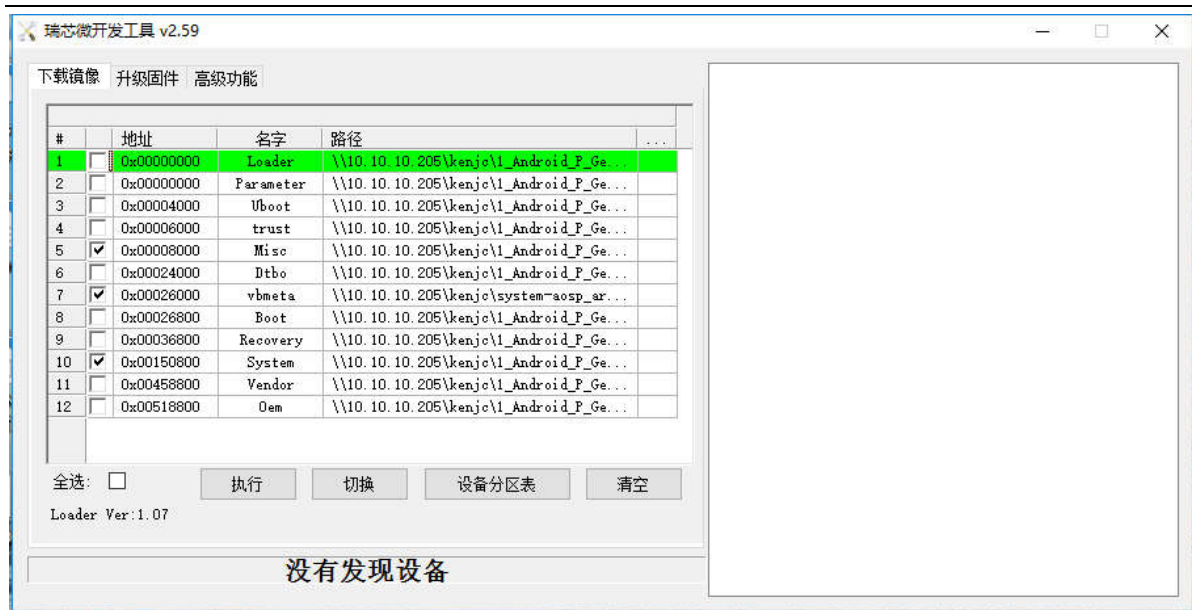 瑞芯微开发工具 v2.59
下载镜像 升级固件 高级功能
# 地址 名字 路径 ...
1 0x00000000 Loader \\10.10.10.205\kenjc\1_Android_P_Ge...
2 0x00000000 Parameter \\10.10.10.205\kenjc\1_Android_P_Ge...
3 0x00004000 Uboot \\10.10.10.205\kenjc\1_Android_P_Ge...
4 0x00006000 trust \\10.10.10.205\kenjc\1_Android_P_Ge...
5 0x00008000 Misc \\10.10.10.205\kenjc\1_Android_P_Ge...
6 0x00024000 Dtbo \\10.10.10.205\kenjc\1_Android_P_Ge...
7 0x00026000 vbmeta \\10.10.10.205\kenjc\system-aosp_ar...
8 0x00026800 Boot \\10.10.10.205\kenjc\1_Android_P_Ge...
9 0x00036800 Recovery \\10.10.10.205\kenjc\1_Android_P_Ge...
10 0x00150800 System \\10.10.10.205\kenjc\1_Android_P_Ge...
11 0x00458800 Vendor \\10.10.10.205\kenjc\1_Android_P_Ge...
12 0x00518800 Oem \\10.10.10.205\kenjc\1_Android_P_Ge...
全选: 执行 切换 设备分区表 清空
Loader Ver:1.07
没有发现设备